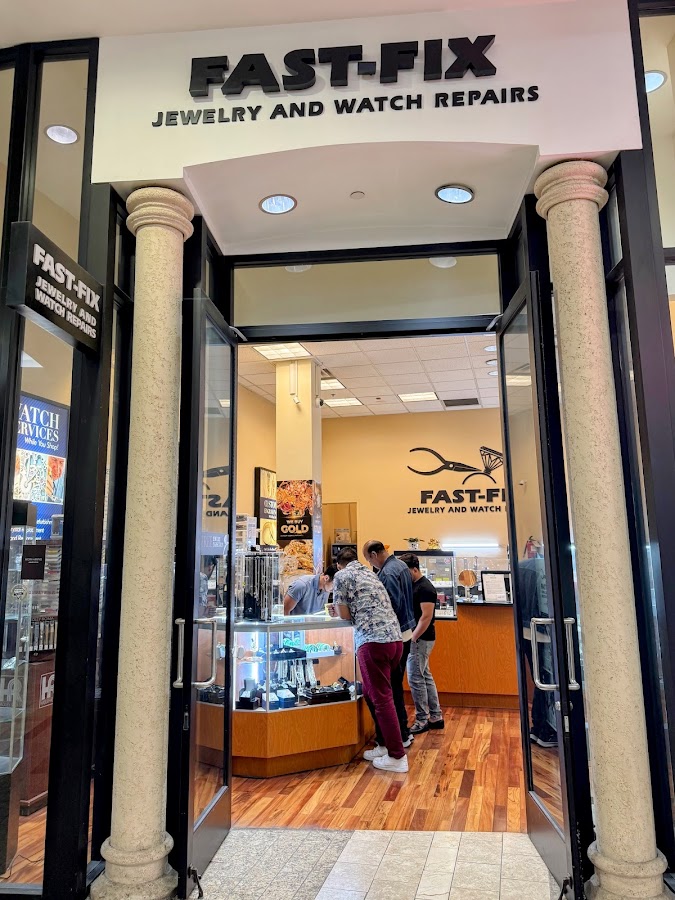 FAST-FIX
JEWELRY AND WATCH REPAIRS
FAST-FIX
JEWELRY AND
WATCH REPAIRS
WATCH
SERVICES
While You Shop!
WE BUY
GOLD
FAST-FI
JEWELRY AND WATCH